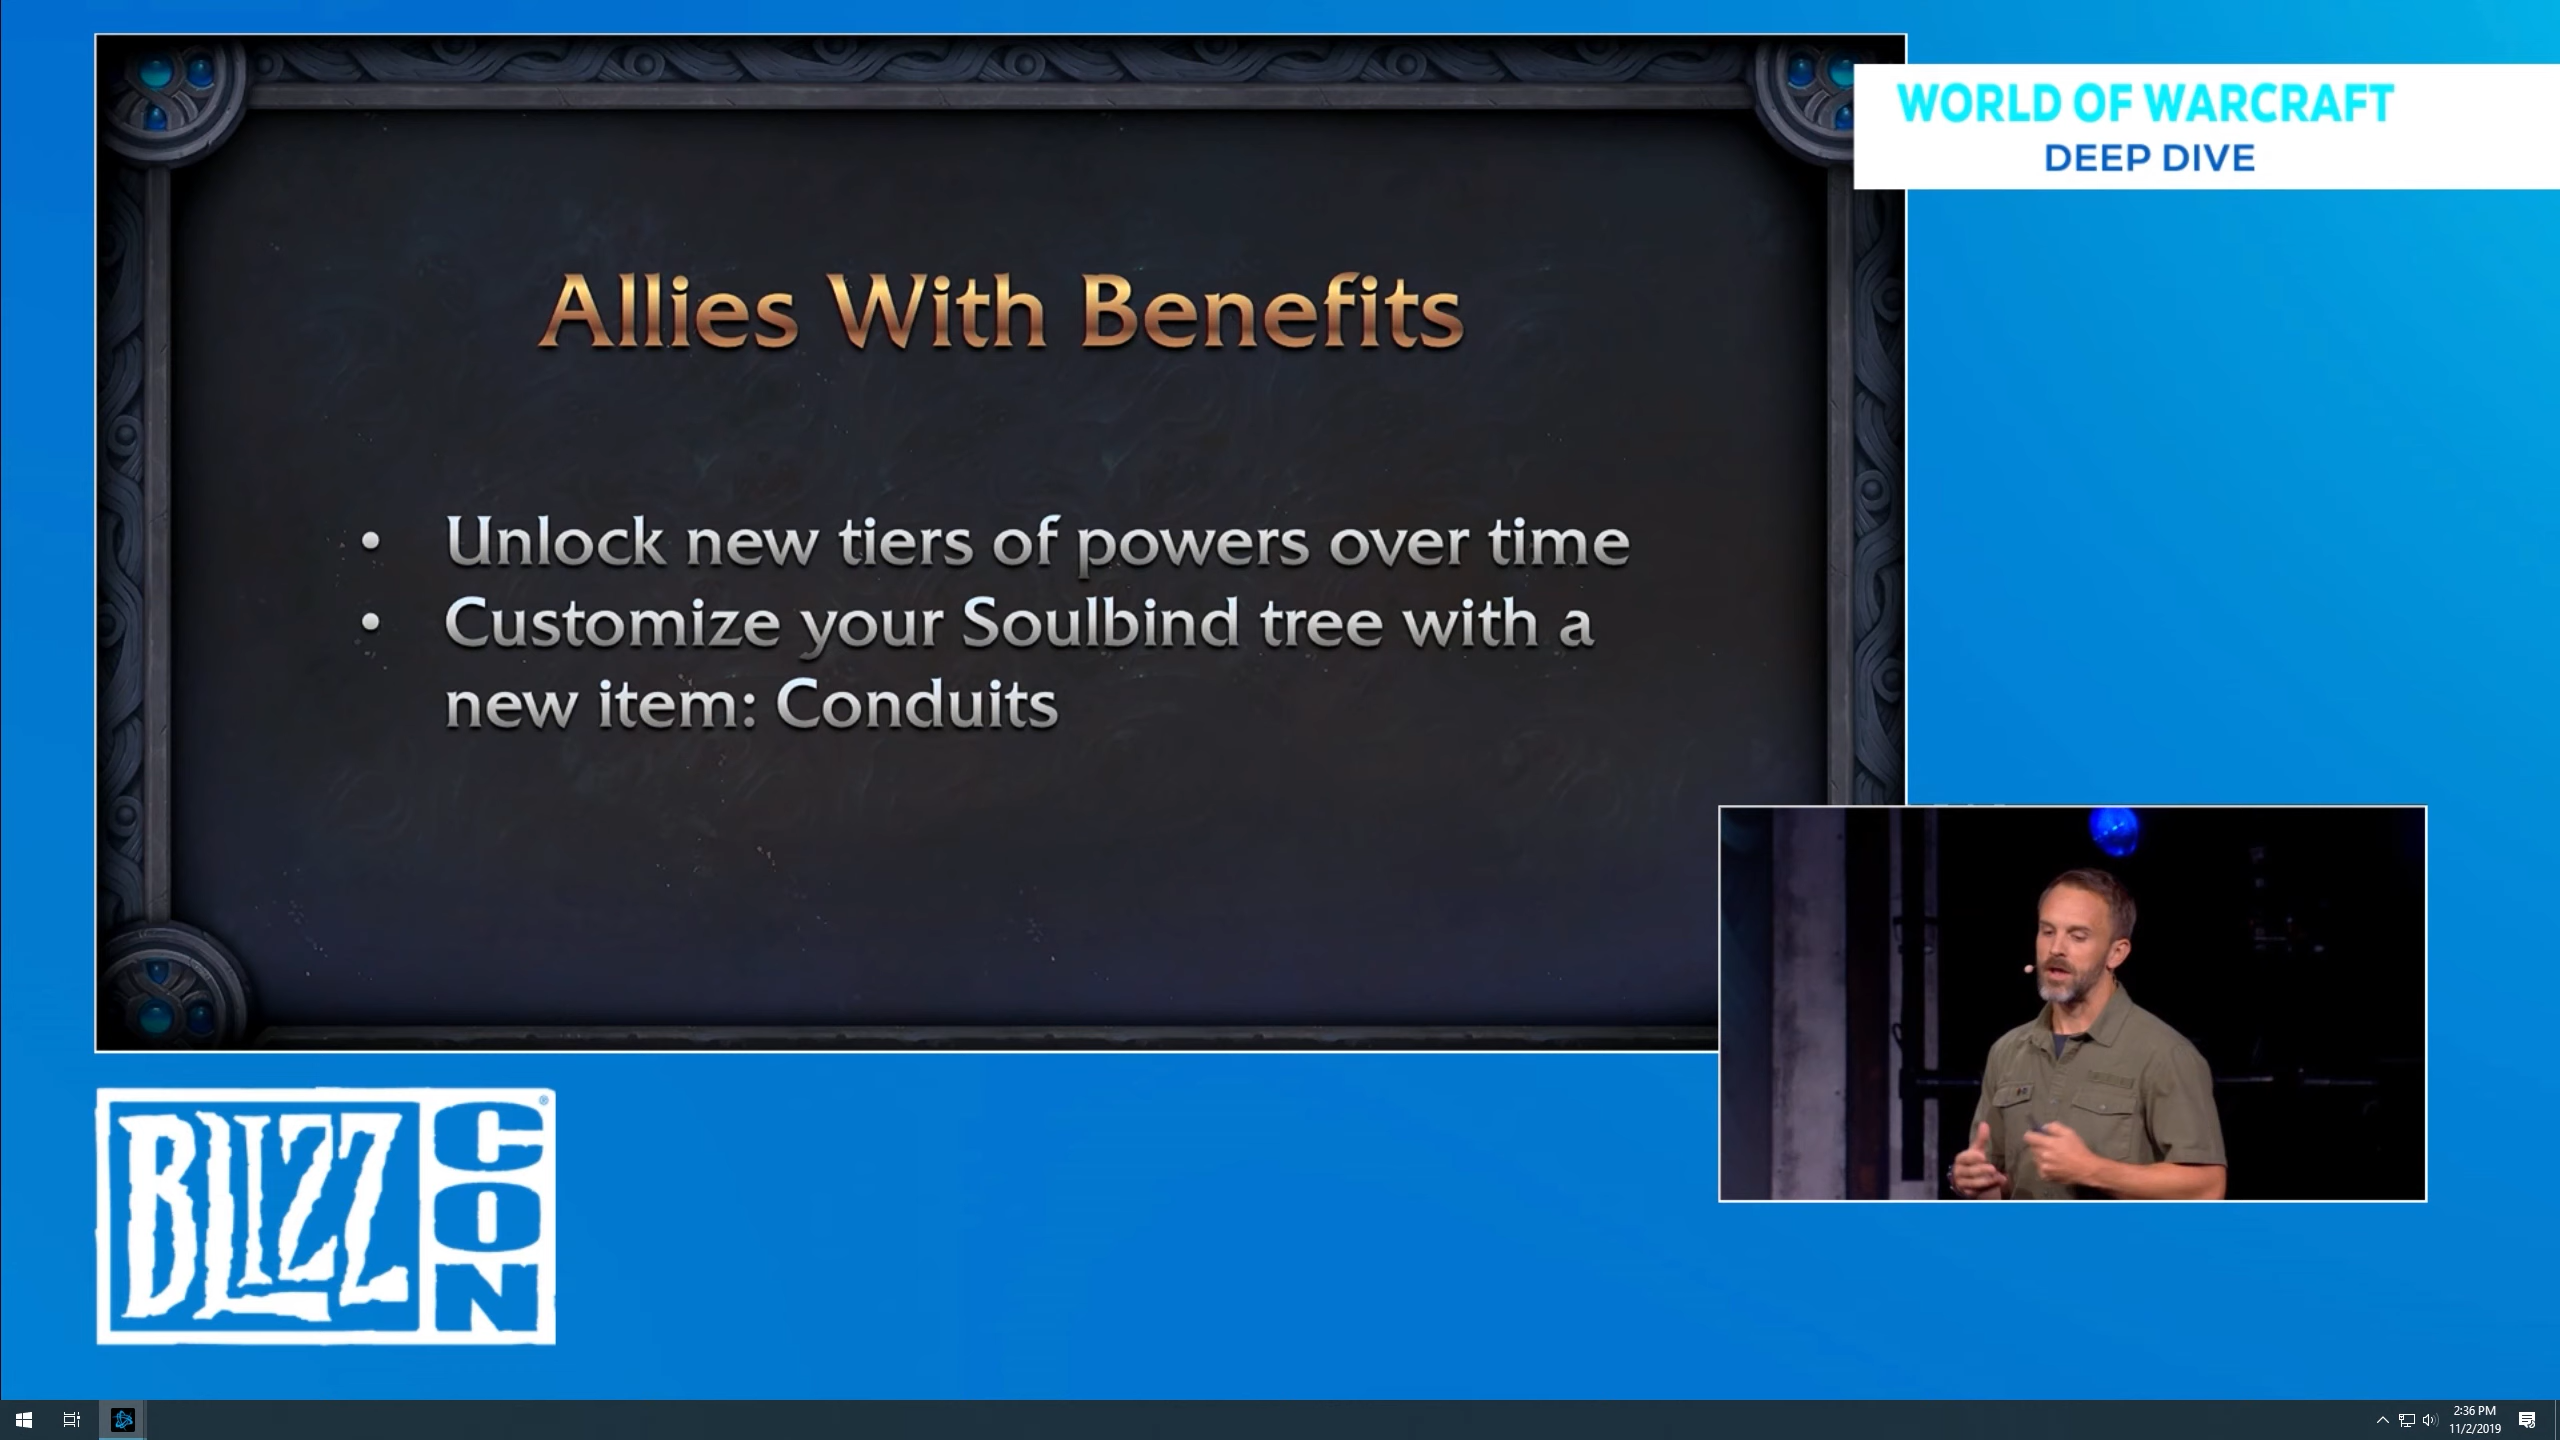 WORLD OF WARCRAFT
DEEP DIVE
Allies With Benefits
• Unlock new tiers of powers over time
• Customize your Soulbind tree with a
new item: Conduits
BLIZZ
CON
®
2:36 PM
11/2/2019